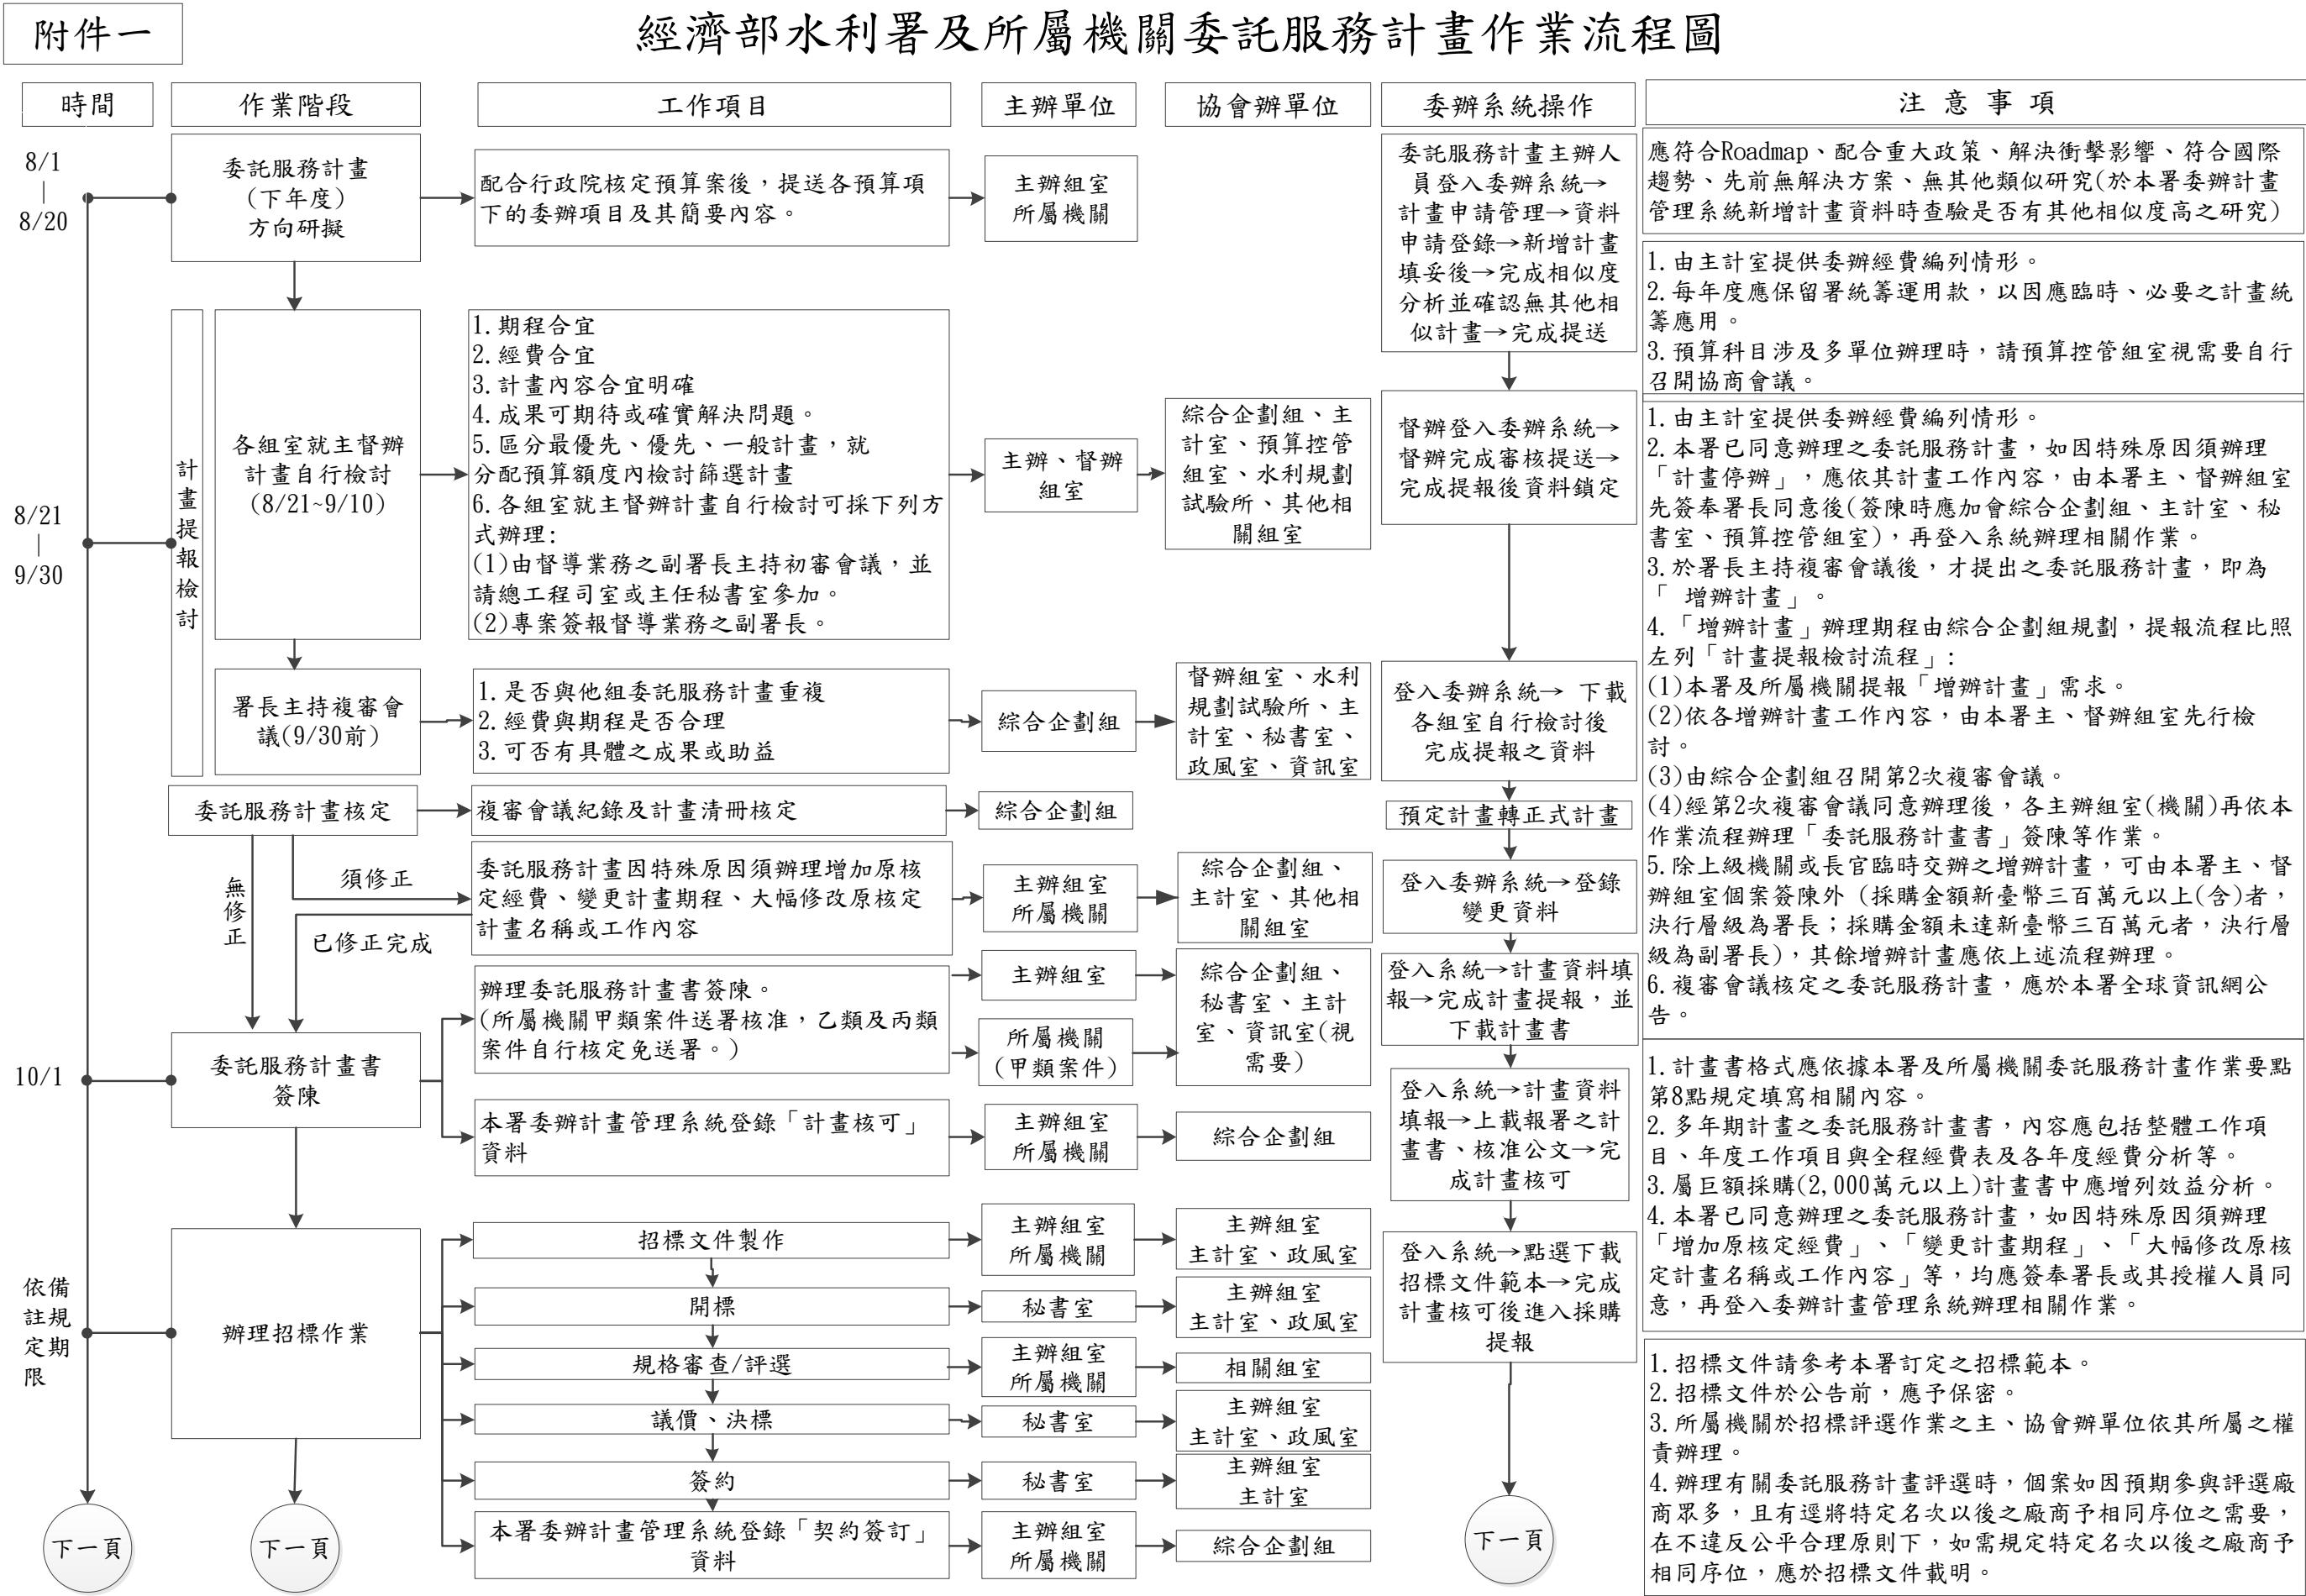 附件一
經濟部水利署及所屬機關委託服務計畫作業流程圖
時間
作業階段
工作項目
主辦單位
協會辦單位
委辦系統操作
注 意 事 項
8/1
|
8/20
委託服務計畫
(下年度)
方向研擬
配合行政院核定預算案後，提送各預算項
下的委辦項目及其簡要內容。
主辦組室
所屬機關
委託服務計畫主辦人
員登入委辦系統→
計畫申請管理→資料
申請登錄→新增計畫
填妥後→完成相似度
分析並確認無其他相
似計畫→完成提送
應符合Roadmap、配合重大政策、解決衝擊影響、符合國際
趨勢、先前無解決方案、無其他類似研究(於本署委辦計畫
管理系統新增計畫資料時查驗是否有其他相似度高之研究)
1.由主計室提供委辦經費編列情形。
2.每年度應保留署統籌運用款，以因應臨時、必要之計畫統
籌應用。
3.預算科目涉及多單位辦理時，請預算控管組室視需要自行
召開協商會議。
8/21
|
9/30
計
畫
提
報
檢
討
各組室就主督辦
計畫自行檢討
(8/21~9/10)
1.期程合宜
2.經費合宜
3.計畫內容合宜明確
4.成果可期待或確實解決問題。
5.區分最優先、優先、一般計畫，就
分配預算額度內檢討篩選計畫
6.各組室就主督辦計畫自行檢討可採下列方
式辦理:
(1)由督導業務之副署長主持初審會議，並
請總工程司室或主任秘書室參加。
(2)專案簽報督導業務之副署長。
主辦、督辦
組室
綜合企劃組、主
計室、預算控管
組室、水利規劃
試驗所、其他相
關組室
督辦登入委辦系統→
督辦完成審核提送→
完成提報後資料鎖定
1.由主計室提供委辦經費編列情形。
2.本署已同意辦理之委託服務計畫，如因特殊原因須辦理
「計畫停辦」，應依其計畫工作內容，由本署主、督辦組室
先簽奉署長同意後(簽陳時應加會綜合企劃組、主計室、秘
書室、預算控管組室)，再登入系統辦理相關作業。
3.於署長主持複審會議後，才提出之委託服務計畫，即為
「 增辦計畫」。
4.「增辦計畫」辦理期程由綜合企劃組規劃，提報流程比照
左列「計畫提報檢討流程」:
(1)本署及所屬機關提報「增辦計畫」需求。
(2)依各增辦計畫工作內容，由本署主、督辦組室先行檢
討。
(3)由綜合企劃組召開第2次複審會議。
(4)經第2次複審會議同意辦理後，各主辦組室(機關)再依本
作業流程辦理「委託服務計畫書」簽陳等作業。
5.除上級機關或長官臨時交辦之增辦計畫，可由本署主、督
辦組室個案簽陳外 (採購金額新臺幣三百萬元以上(含)者，
決行層級為署長；採購金額未達新臺幣三百萬元者，決行層
級為副署長)，其餘增辦計畫應依上述流程辦理。
6.複審會議核定之委託服務計畫，應於本署全球資訊網公
告。
署長主持複審會
議(9/30前)
1.是否與他組委託服務計畫重複
2.經費與期程是否合理
3.可否有具體之成果或助益
綜合企劃組
督辦組室、水利
規劃試驗所、主
計室、秘書室、
政風室、資訊室
登入委辦系統→ 下載
各組室自行檢討後
完成提報之資料
委託服務計畫核定
複審會議紀錄及計畫清冊核定
綜合企劃組
預定計畫轉正式計畫
無
修
正
須修正
已修正完成
委託服務計畫因特殊原因須辦理增加原核
定經費、變更計畫期程、大幅修改原核定
計畫名稱或工作內容
主辦組室
所屬機關
綜合企劃組、
主計室、其他相
關組室
登入委辦系統→登錄
變更資料
10/1
委託服務計畫書
簽陳
辦理委託服務計畫書簽陳。
(所屬機關甲類案件送署核准，乙類及丙類
案件自行核定免送署。)
主辦組室
所屬機關
(甲類案件)
綜合企劃組、
秘書室、主計
室、資訊室(視
需要)
登入系統→計畫資料填
報→完成計畫提報，並
下載計畫書
本署委辦計畫管理系統登錄「計畫核可」
資料
主辦組室
所屬機關
綜合企劃組
登入系統→計畫資料
填報→上載報署之計
畫書、核准公文→完
成計畫核可
1.計畫書格式應依據本署及所屬機關委託服務計畫作業要點
第8點規定填寫相關內容。
2.多年期計畫之委託服務計畫書，內容應包括整體工作項
目、年度工作項目與全程經費表及各年度經費分析等。
3.屬巨額採購(2,000萬元以上)計畫書中應增列效益分析。
4.本署已同意辦理之委託服務計畫，如因特殊原因須辦理
「增加原核定經費」、「變更計畫期程」、「大幅修改原核
定計畫名稱或工作內容」等，均應簽奉署長或其授權人員同
意，再登入委辦計畫管理系統辦理相關作業。
依備
註規
定期
限
辦理招標作業
招標文件製作
主辦組室
所屬機關
主辦組室
主計室、政風室
開標
秘書室
主辦組室
主計室、政風室
規格審查/評選
主辦組室
所屬機關
相關組室
議價、決標
秘書室
主辦組室
主計室、政風室
簽約
秘書室
主辦組室
主計室
本署委辦計畫管理系統登錄「契約簽訂」
資料
主辦組室
所屬機關
綜合企劃組
登入系統→點選下載
招標文件範本→完成
計畫核可後進入採購
提報
1.招標文件請參考本署訂定之招標範本。
2.招標文件於公告前，應予保密。
3.所屬機關於招標評選作業之主、協會辦單位依其所屬之權
責辦理。
4.辦理有關委託服務計畫評選時，個案如因預期參與評選廠
商眾多，且有逕將特定名次以後之廠商予相同序位之需要，
在不違反公平合理原則下，如需規定特定名次以後之廠商予
相同序位，應於招標文件載明。
下一頁
下一頁
下一頁